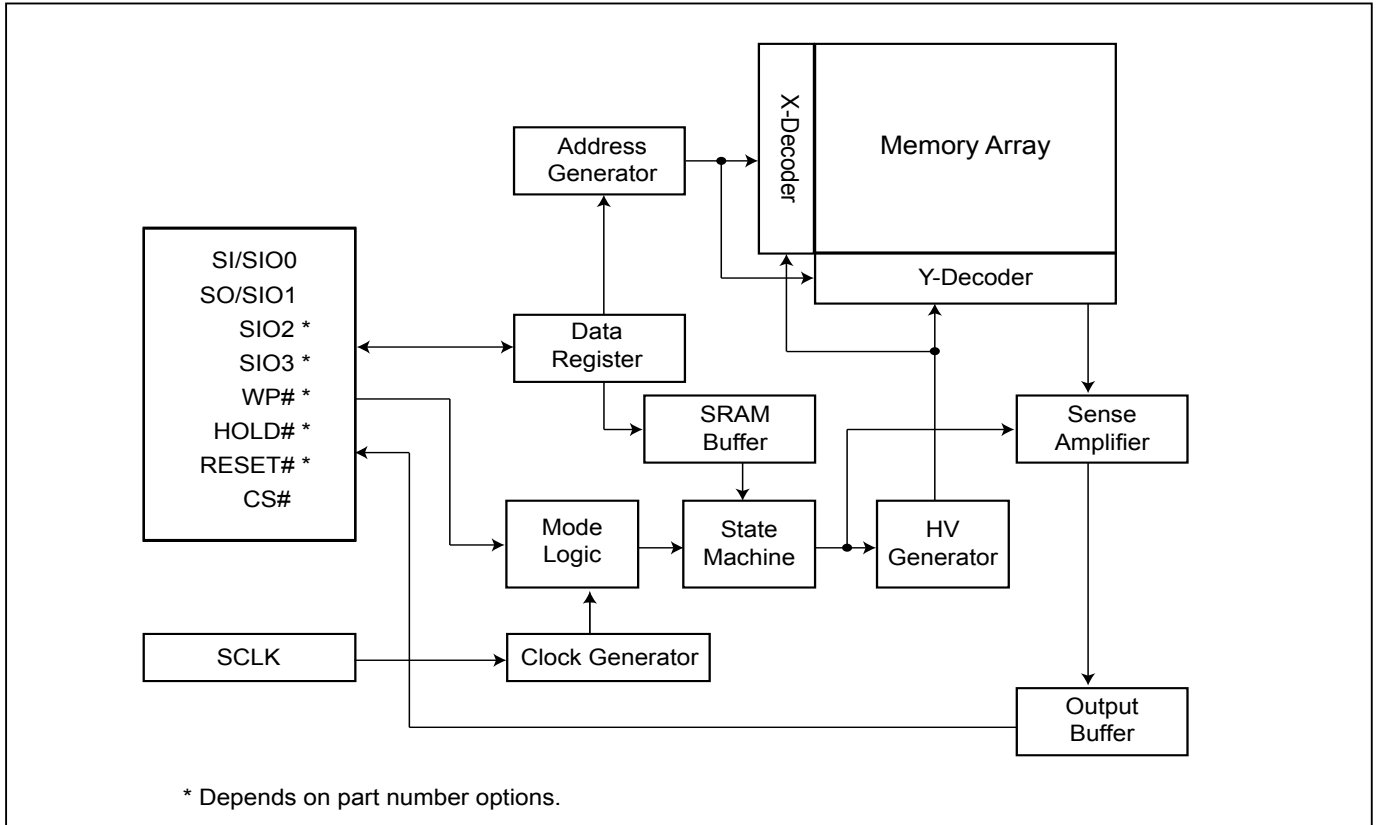 X-Decoder
Memory Array
Address
Generator
Y-Decoder
SI/SIO0
SO/SIO1
SIO2 *
SIO3 *
WP# *
HOLD# *
RESET# *
CS#
Data
Register
SRAM
Buffer
Sense
Amplifier
Mode
Logic
State
Machine
HV
Generator
SCLK
Clock Generator
Output
Buffer
* Depends on part number options.